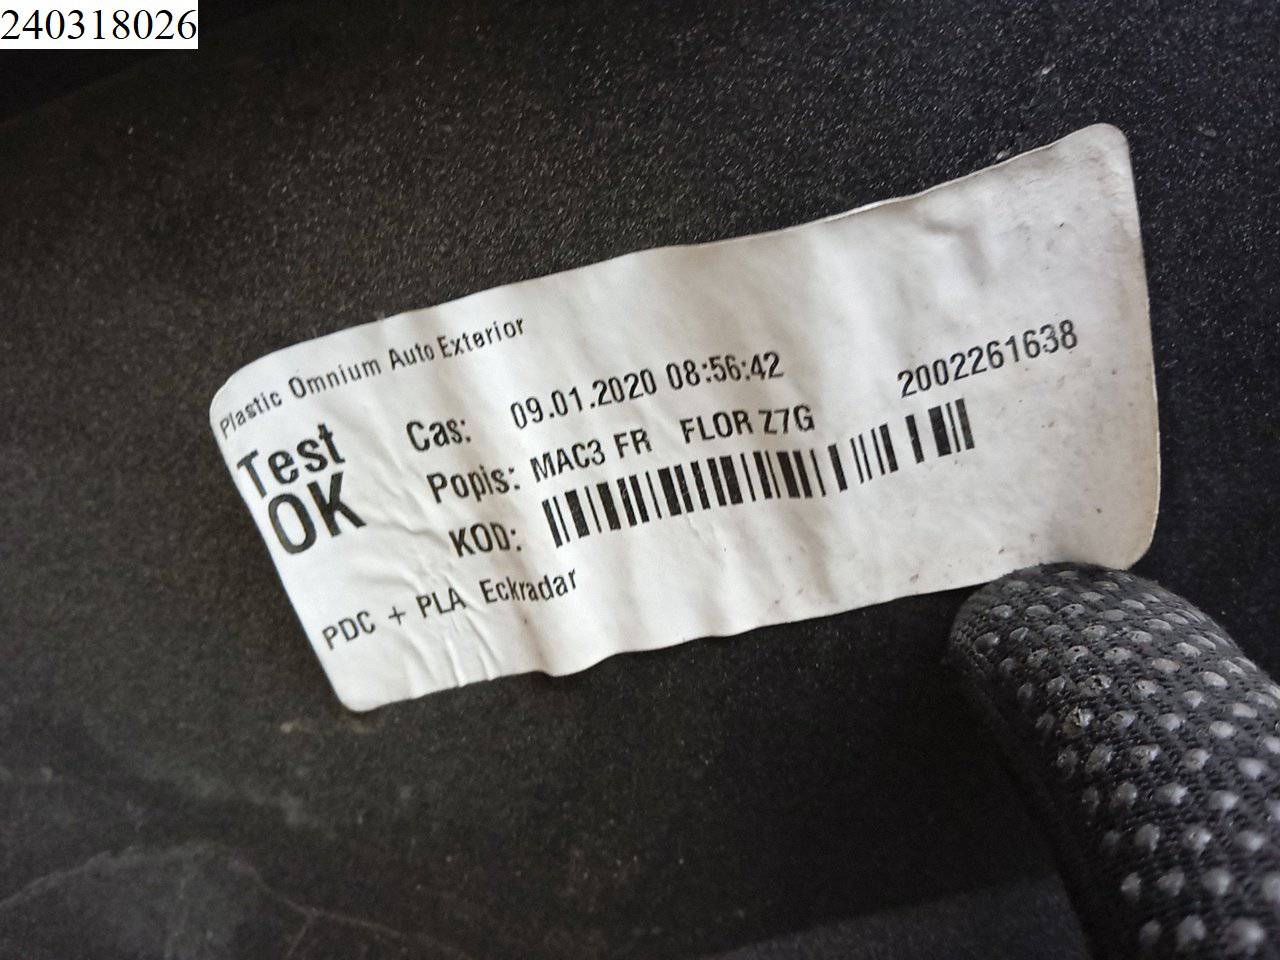 240318026
Plastic Omnium Auto Exterior
Test OK
Cas: 09.01.2020 08:56:42
Popis: MAC3 FR FLOR Z7G
KOD: 2002261638
PDC + PLA Eckradar